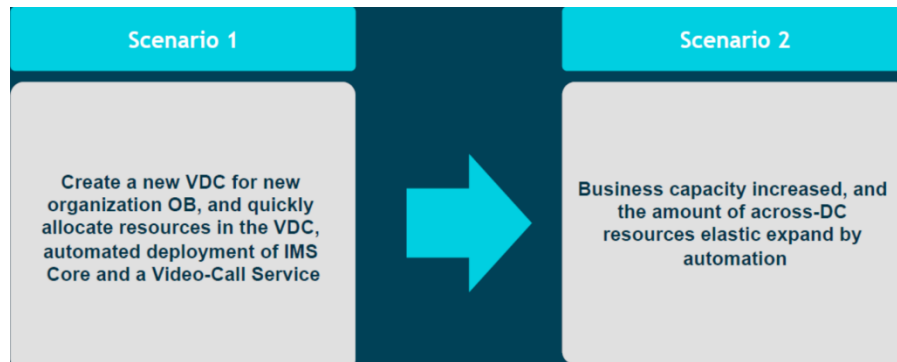 Scenario 1
Create a new VDC for new
organization OB, and quickly
allocate resources in the VDC,
automated deployment of IMS
Core and a Video-Call Service
Scenario 2
Business capacity increased, and
the amount of across-DC
resources elastic expand by
automation